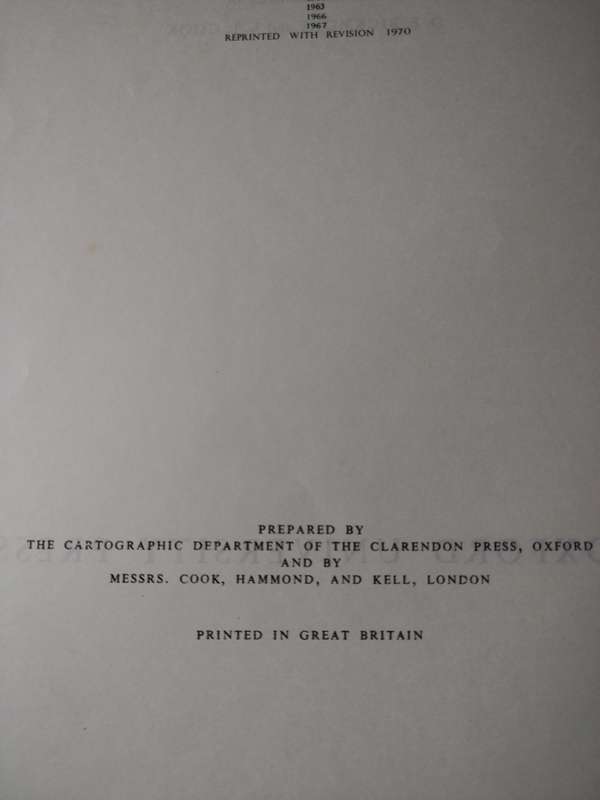 1963
1966
1967
REPRINTED WITH REVISION 1970
PREPARED BY
THE CARTOGRAPHIC DEPARTMENT OF THE CLARENDON PRESS, OXFORD
AND BY
MESSRS. COOK, HAMMOND, AND KELL, LONDON
PRINTED IN GREAT BRITAIN